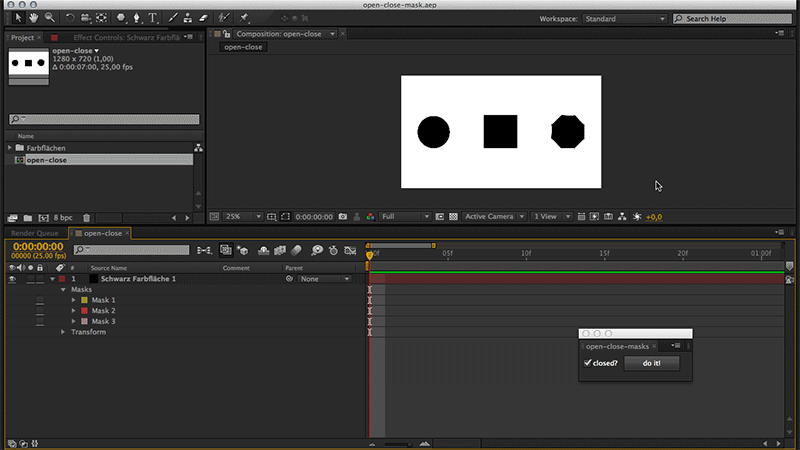 open-close-mask.aep
Workspace: Standard
Search Help
Project
Effect Controls: Schwarz Farbflä
Composition: open-close
open-close
open-close
1280 x 720 (1,00)
Δ 0:00:07:00, 25,00 fps
Name
Farbflächen
open-close
8 bpc
25%
0:00:00:00
Full
Active Camera
1 View
+0,0
Render Queue
open-close
0:00:00:00
00000 (25.00 fps)
00f
05f
10f
15f
20f
01:00f
#
Source Name
Comment
Parent
1
Schwarz Farbfläche 1
None
Masks
Mask 1
Mask 2
Mask 3
Transform
open-close-masks
closed?
do it!